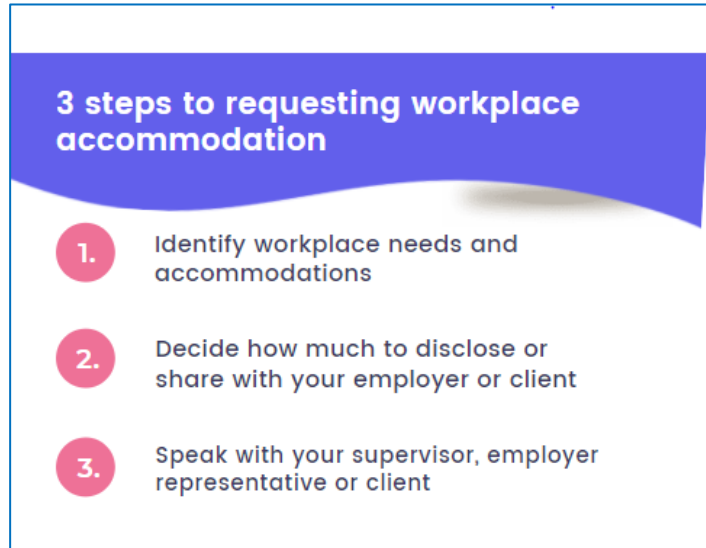 3 steps to requesting workplace
accommodation
1. Identify workplace needs and
accommodations
2. Decide how much to disclose or
share with your employer or client
3. Speak with your supervisor, employer
representative or client